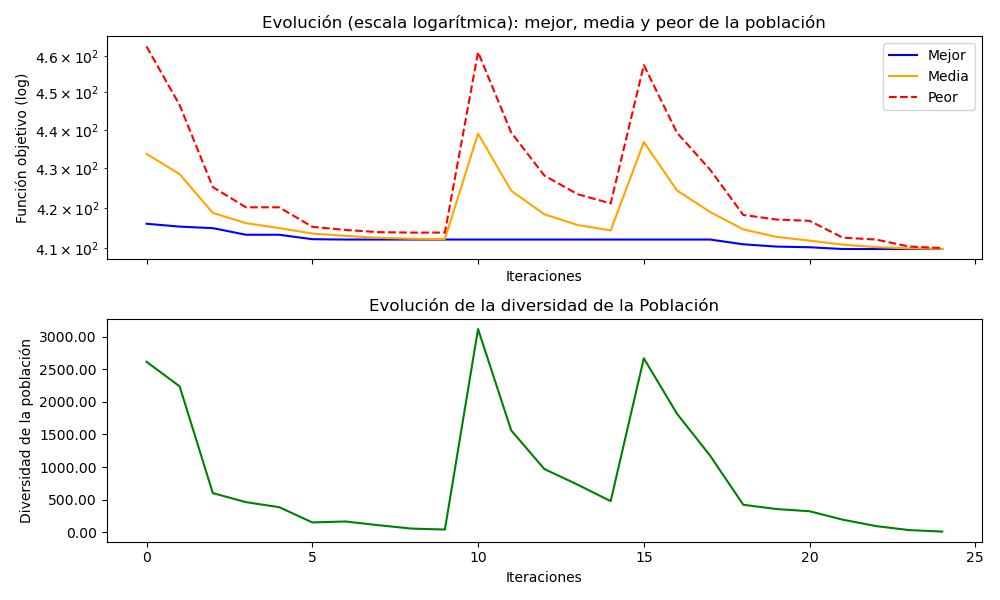 Evolución (escala logarítmica): mejor, media y peor de la población
Función objetivo (log)
4.6 × 10²
4.5 × 10²
4.4 × 10²
4.3 × 10²
4.2 × 10²
4.1 × 10²
Mejor
Media
Peor
Iteraciones
Evolución de la diversidad de la Población
Diversidad de la población
3000.00
2500.00
2000.00
1500.00
1000.00
500.00
0.00
0 5 10 15 20 25
Iteraciones